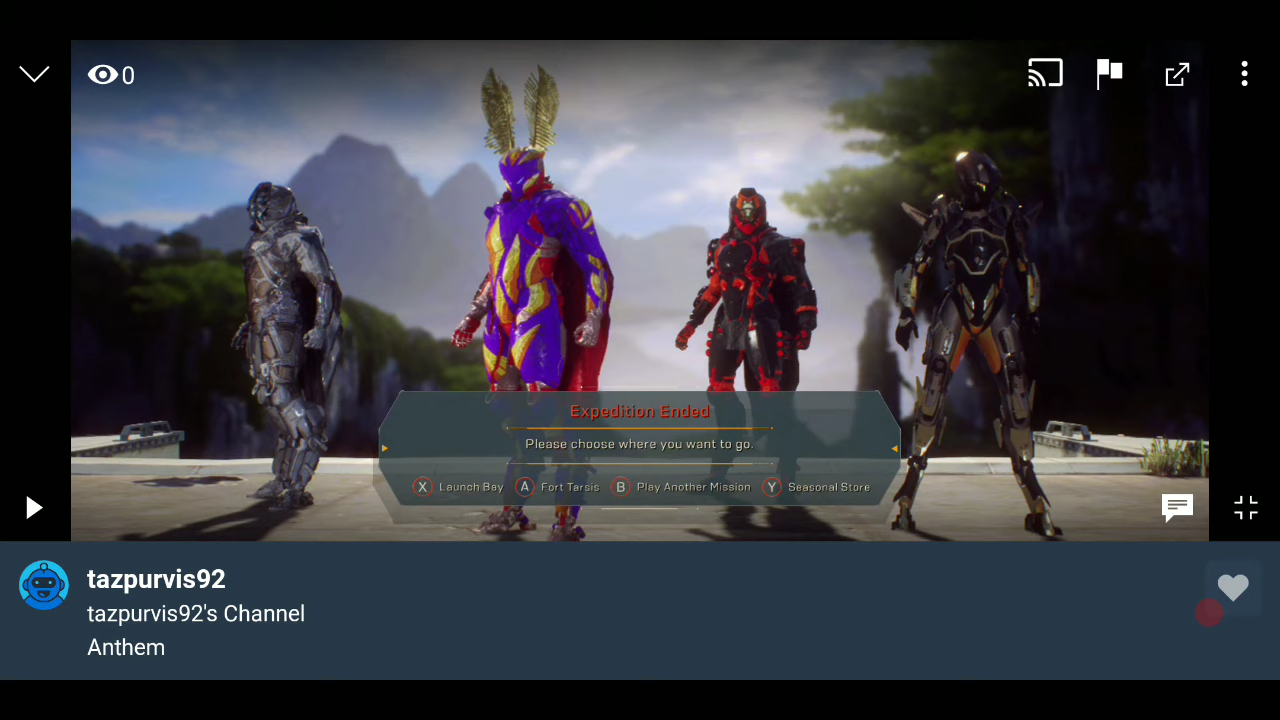 0
Expedition Ended
Please choose where you want to go.
X Launch Bay A Fort Tarsis B Play Another Mission Y Seasonal Store
tazpurvis92
tazpurvis92's Channel
Anthem